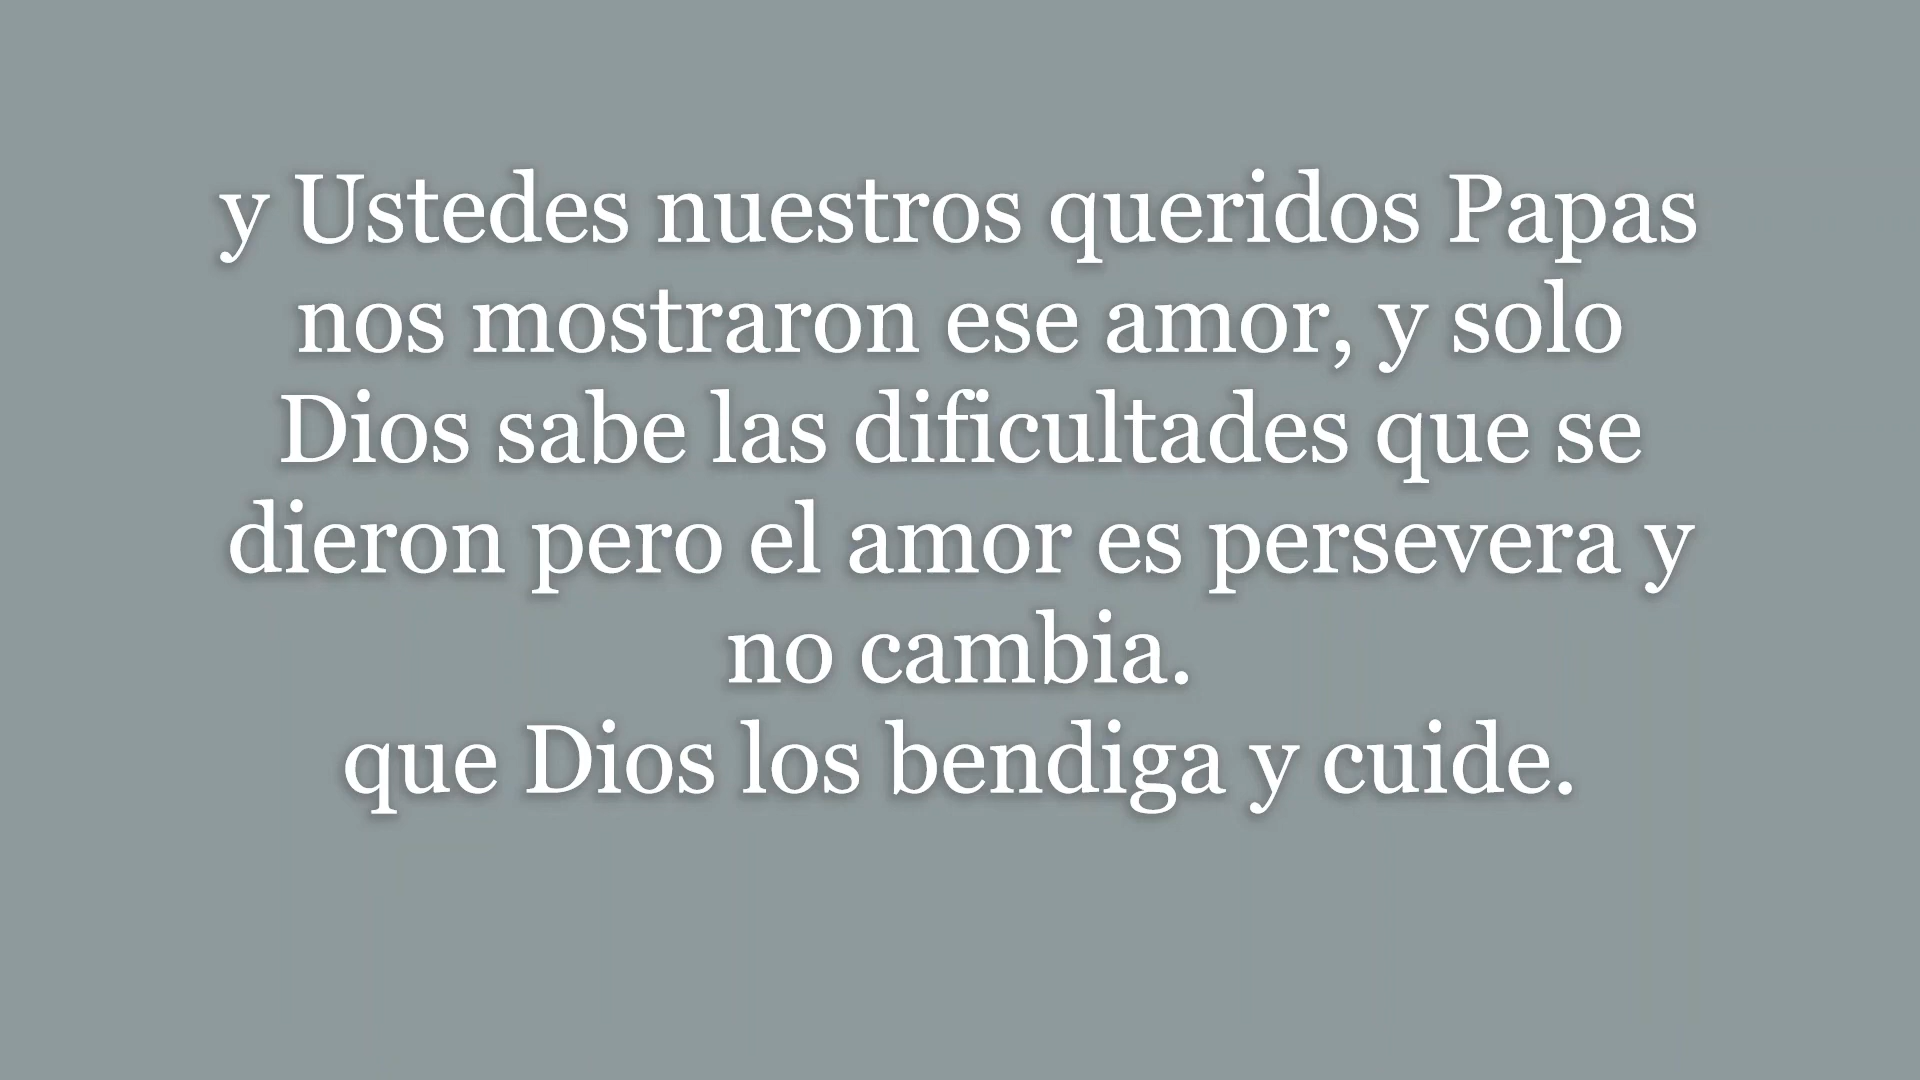 y Ustedes nuestros queridos Papas
nos mostraron ese amor, y solo
Dios sabe las dificultades que se
dieron pero el amor es persevera y
no cambia.
que Dios los bendiga y cuide.